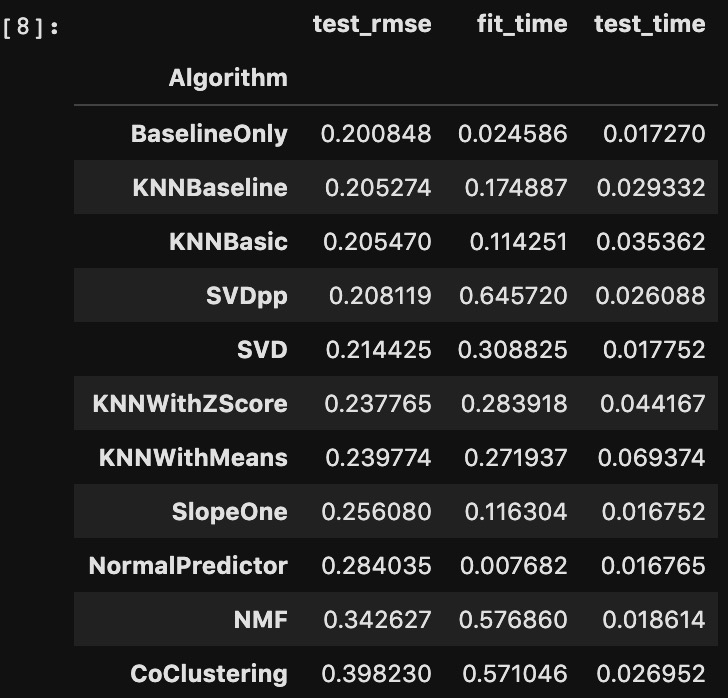 [8]: test_rmse fit_time test_time
Algorithm
BaselineOnly 0.200848 0.024586 0.017270
KNNBaseline 0.205274 0.174887 0.029332
KNNBasic 0.205470 0.114251 0.035362
SVDpp 0.208119 0.645720 0.026088
SVD 0.214425 0.308825 0.017752
KNNWithZScore 0.237765 0.283918 0.044167
KNNWithMeans 0.239774 0.271937 0.069374
SlopeOne 0.256080 0.116304 0.016752
NormalPredictor 0.284035 0.007682 0.016765
NMF 0.342627 0.576860 0.018614
CoClustering 0.398230 0.571046 0.026952